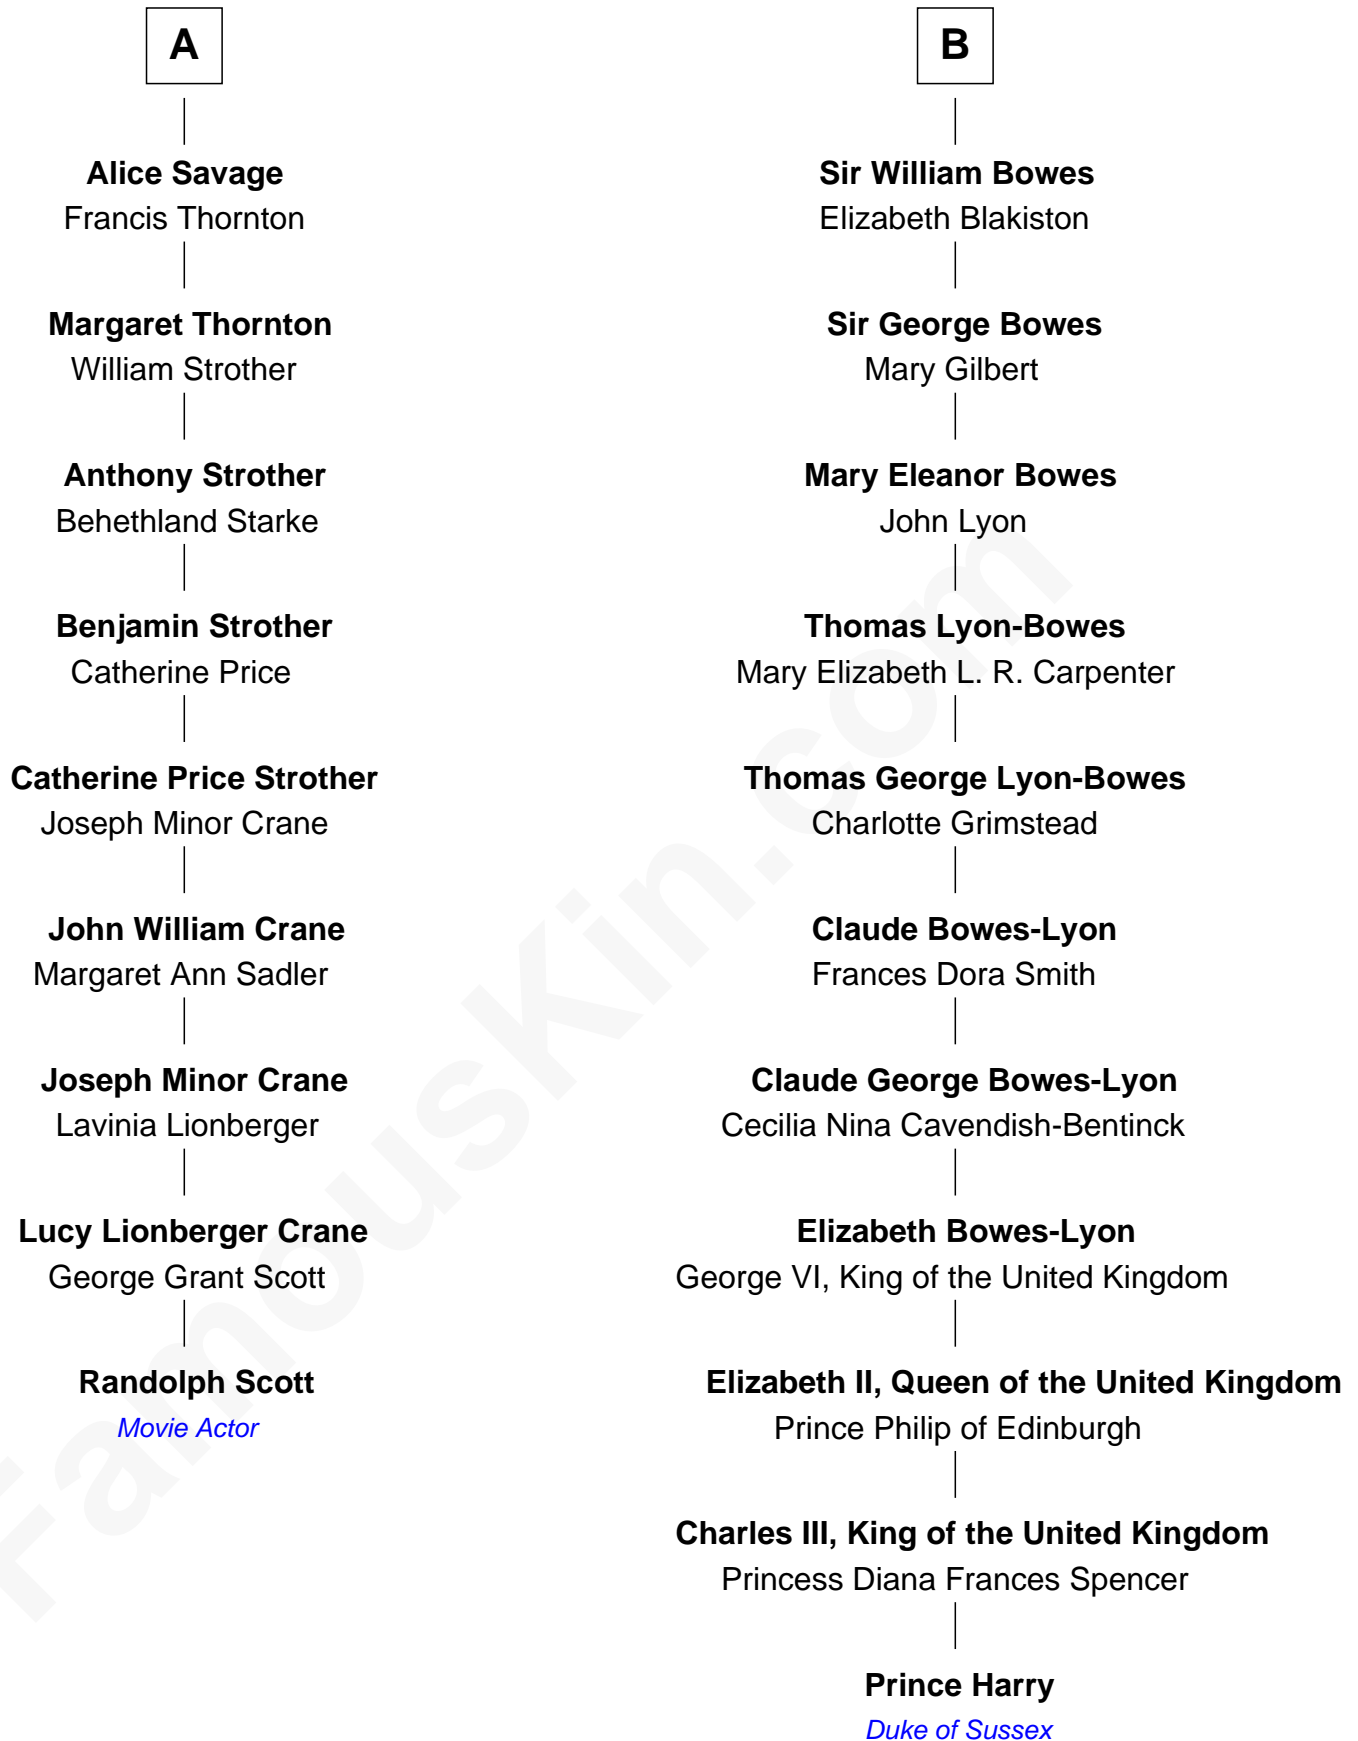 A
Alice Savage
Francis Thornton
Margaret Thornton
William Strother
Anthony Strother
Behethland Starke
Benjamin Strother
Catherine Price
Catherine Price Strother
Joseph Minor Crane
John William Crane
Margaret Ann Sadler
Joseph Minor Crane
Lavinia Lionberger
Lucy Lionberger Crane
George Grant Scott
Randolph Scott
Movie Actor
B
Sir William Bowes
Elizabeth Blakiston
Sir George Bowes
Mary Gilbert
Mary Eleanor Bowes
John Lyon
Thomas Lyon-Bowes
Mary Elizabeth L. R. Carpenter
Thomas George Lyon-Bowes
Charlotte Grimstead
Claude Bowes-Lyon
Frances Dora Smith
Claude George Bowes-Lyon
Cecilia Nina Cavendish-Bentinck
Elizabeth Bowes-Lyon
George VI, King of the United Kingdom
Elizabeth II, Queen of the United Kingdom
Prince Philip of Edinburgh
Charles III, King of the United Kingdom
Princess Diana Frances Spencer
Prince Harry
Duke of Sussex
FamousKin.com